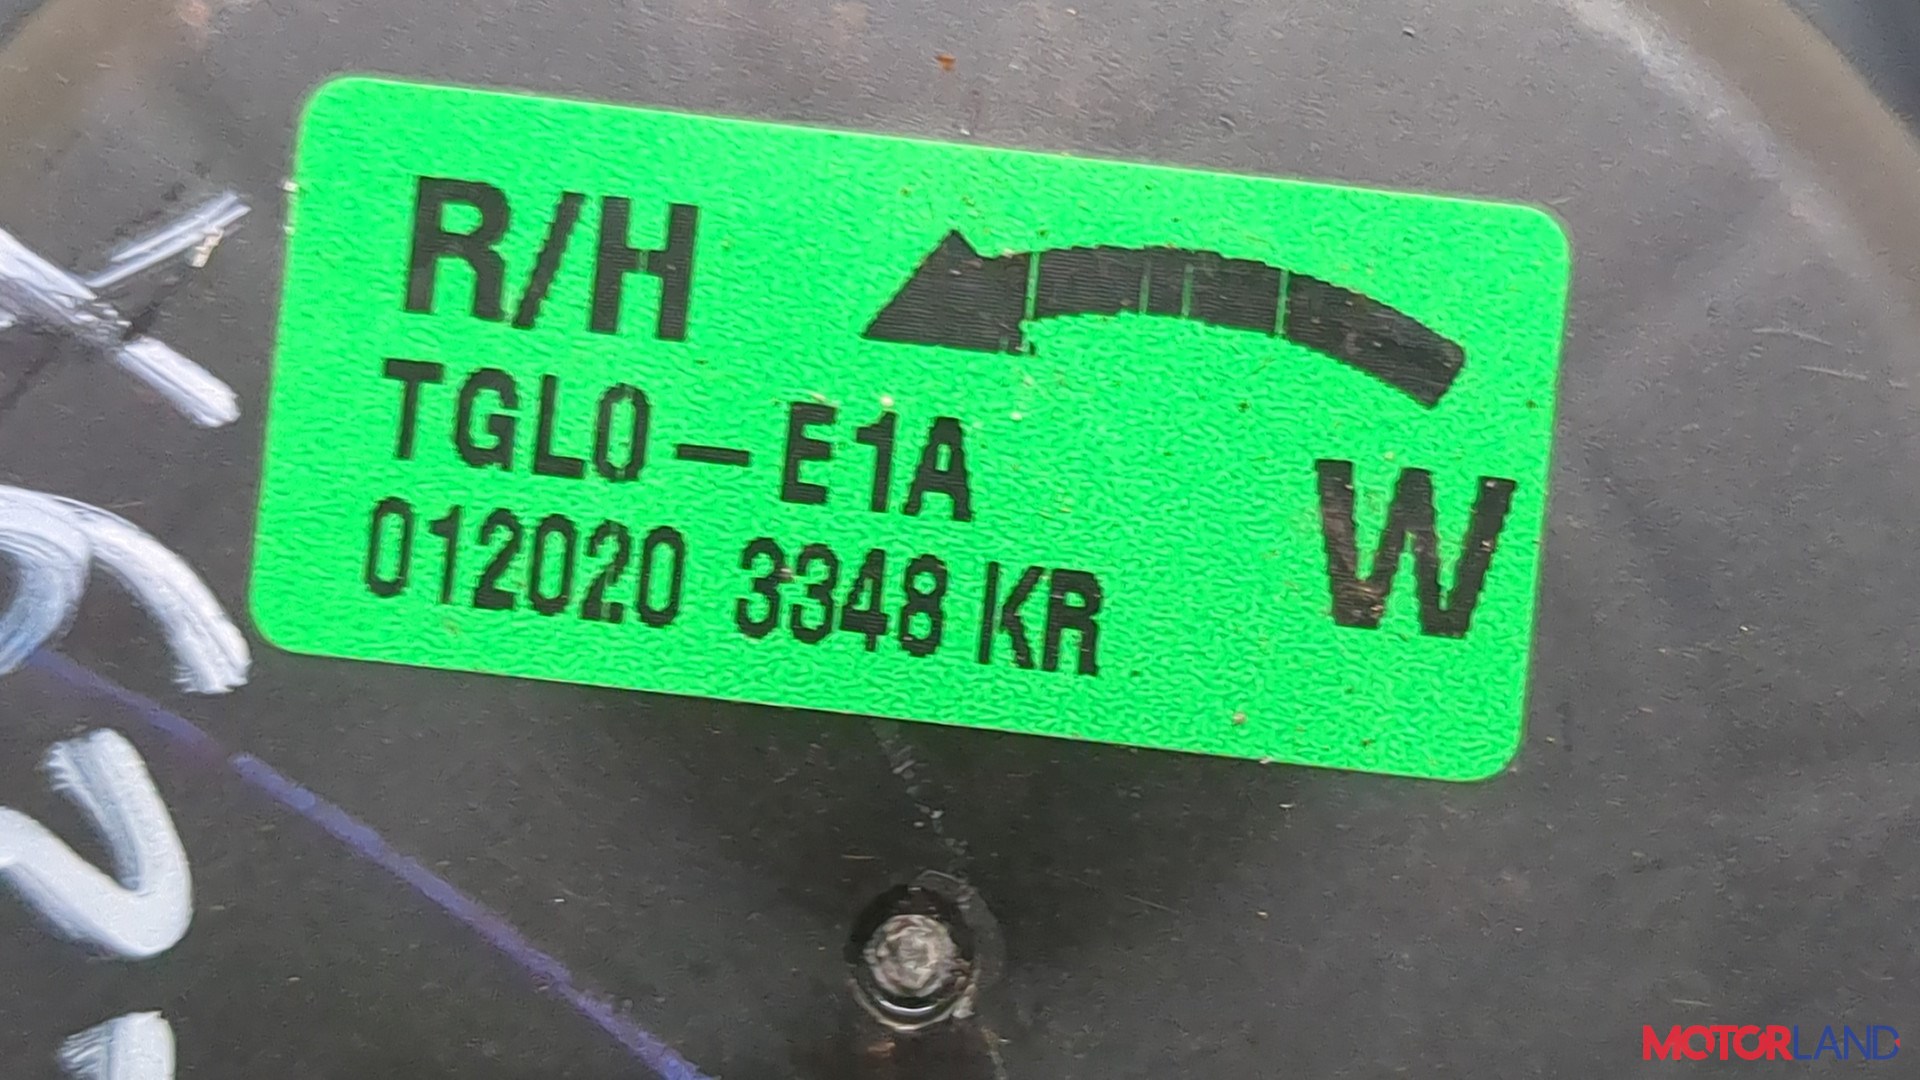 R/H
TGL0-E1A
W
012020 3348 KR
MOTORLAND